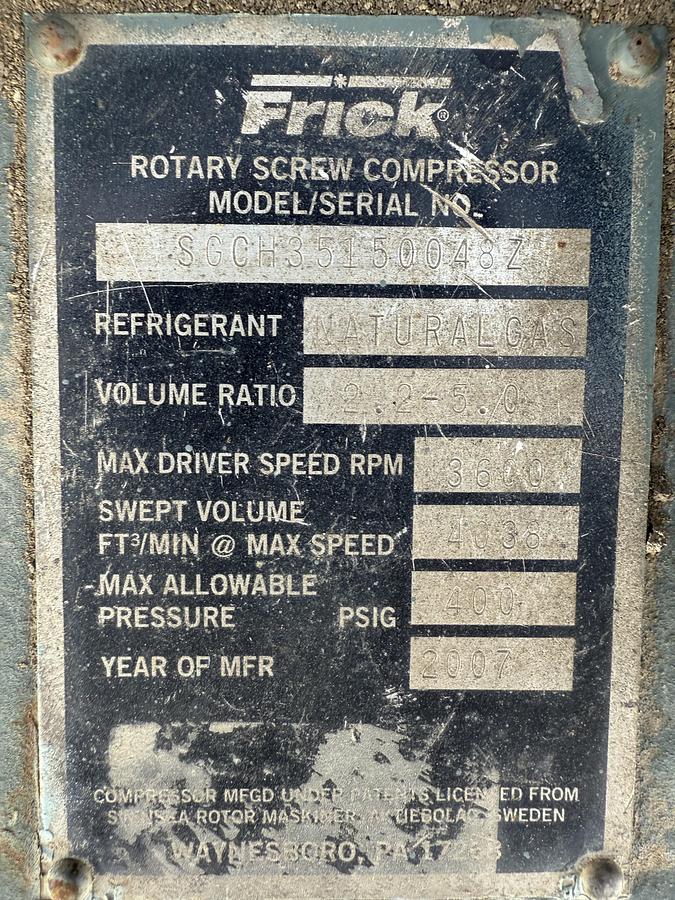 Frick®
ROTARY SCREW COMPRESSOR
MODEL/SERIAL NO.
SGCH35150048Z
REFRIGERANT NATURALGAS
VOLUME RATIO 2.2-5.0
MAX DRIVER SPEED RPM 3600
SWEPT VOLUME
FT³/MIN @ MAX SPEED 4038
MAX ALLOWABLE
PRESSURE PSIG 400
YEAR OF MFR 2007
COMPRESSOR MFGD UNDER PATENTS LICENSED FROM
SVENSKA ROTOR MASKINER, AKTIEBOLAG, SWEDEN
WAYNESBORO, PA